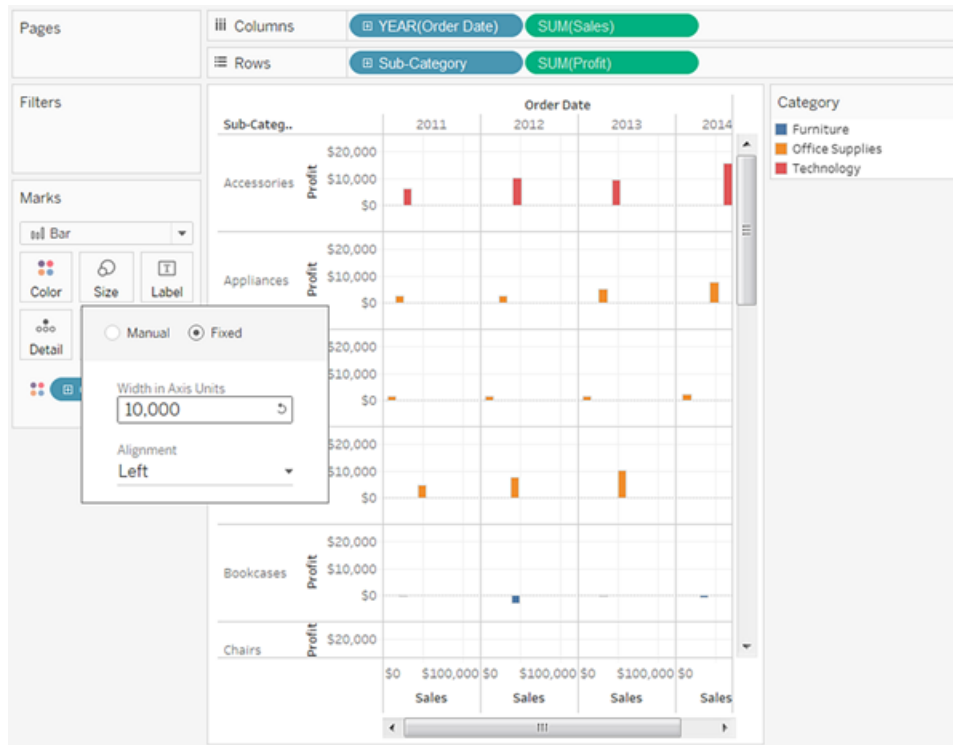 Pages
Columns
YEAR(Order Date)
SUM(Sales)
Rows
Sub-Category
SUM(Profit)
Filters
Marks
Bar
Color
Size
Label
Detail
Manual
Fixed
Width in Axis Units
10,000
Alignment
Left
Order Date
Sub-Categ..
2011 2012 2013 2014
Accessories
Profit
$20,000
$10,000
$0
Appliances
Profit
$20,000
$10,000
$0
$20,000
$10,000
$0
$20,000
$10,000
$0
Bookcases
Profit
$20,000
$10,000
$0
Chairs
Profit
$20,000
$0 $100,000 $0 $100,000 $0 $100,000 $0
Sales Sales Sales Sales
Category
Furniture
Office Supplies
Technology